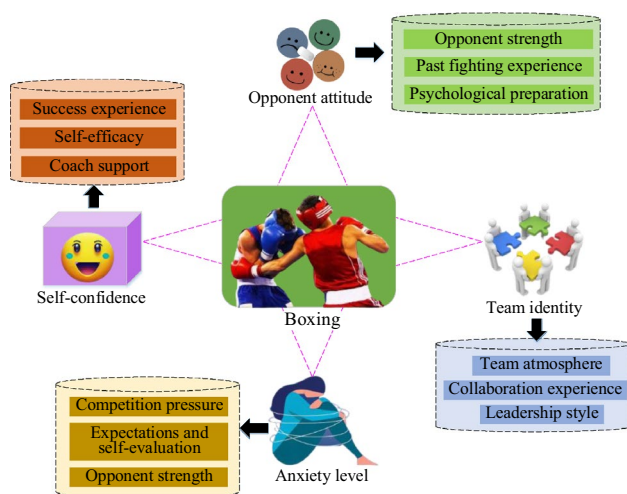 Opponent strength
Past fighting experience
Psychological preparation
Opponent attitude
Success experience
Self-efficacy
Coach support
Self-confidence
Boxing
Team identity
Team atmosphere
Collaboration experience
Leadership style
Competition pressure
Expectations and
self-evaluation
Opponent strength
Anxiety level